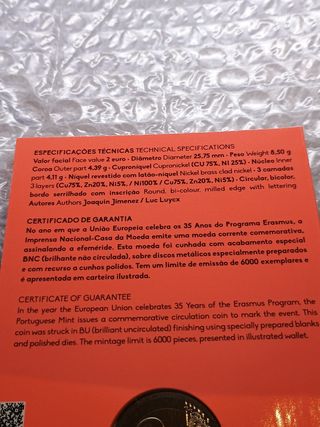 ESPECIFICAÇÕES TÉCNICAS TECHNICAL SPECIFICATIONS
Valor facial Face value 2 euro · Diâmetro Diameter 25,75 mm · Peso Weight 8,50 g
Coroa Outer part 4,39 g · Cuproníquel Cupronickel (CU 75%, NI 25%) · Núcleo Inner
part 4,11 g · Níquel revestido com latão-níquel Nickel brass clad nickel · 3 camadas
3 layers (Cu75%, Zn20%, Ni5% / Ni100% / Cu75%, Zn20%, Ni5%) · Circular, bicolor,
bordo serrilhado com inscrição Round, bi-colour, milled edge with lettering
Autores Authors Joaquin Jimenez / Luc Luycx
CERTIFICADO DE GARANTIA
No ano em que a União Europeia celebra os 35 Anos do Programa Erasmus, a
Imprensa Nacional-Casa da Moeda emite uma moeda corrente comemorativa,
assinalando a efeméride. Esta moeda foi cunhada com acabamento especial
BNC (brilhante não circulada), sobre discos metálicos especialmente preparados
e com recurso a cunhos polidos. Tem um limite de emissão de 6000 exemplares e
é apresentada em carteira ilustrada.
CERTIFICATE OF GUARANTEE
In the year the European Union celebrates 35 Years of the Erasmus Program, the
Portuguese Mint issues a commemorative circulation coin to mark the event. This
coin was struck in BU (brilliant uncirculated) finishing using specially prepared blanks
and polished dies. The mintage limit is 6000 pieces, presented in illustrated wallet.